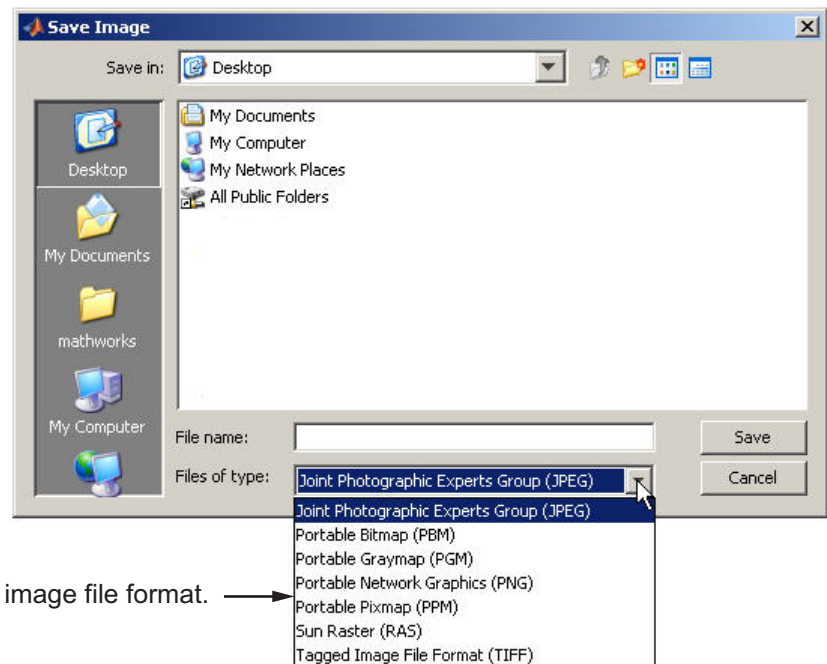 Save Image
Save in: Desktop
My Documents
My Computer
My Network Places
All Public Folders
Desktop
My Documents
mathworks
My Computer
File name:
Save
Files of type: Joint Photographic Experts Group (JPEG)
Cancel
Joint Photographic Experts Group (JPEG)
Portable Bitmap (PBM)
Portable Graymap (PGM)
Portable Network Graphics (PNG)
image file format.
Portable Pixmap (PPM)
Sun Raster (RAS)
Tagged Image File Format (TIFF)